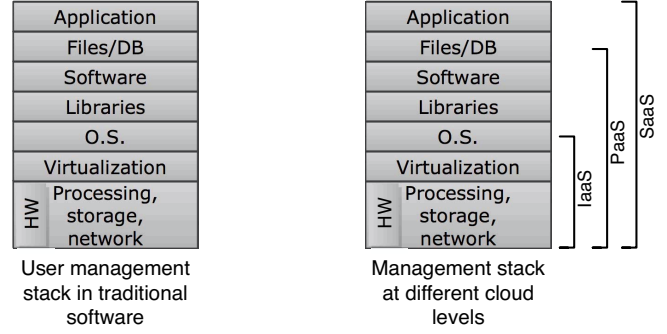 Application
Files/DB
Software
Libraries
O.S.
Virtualization
HW
Processing,
storage,
network
User management
stack in traditional
software
Application
Files/DB
Software
Libraries
O.S.
Virtualization
HW
Processing,
storage,
network
IaaS
PaaS
SaaS
Management stack
at different cloud
levels